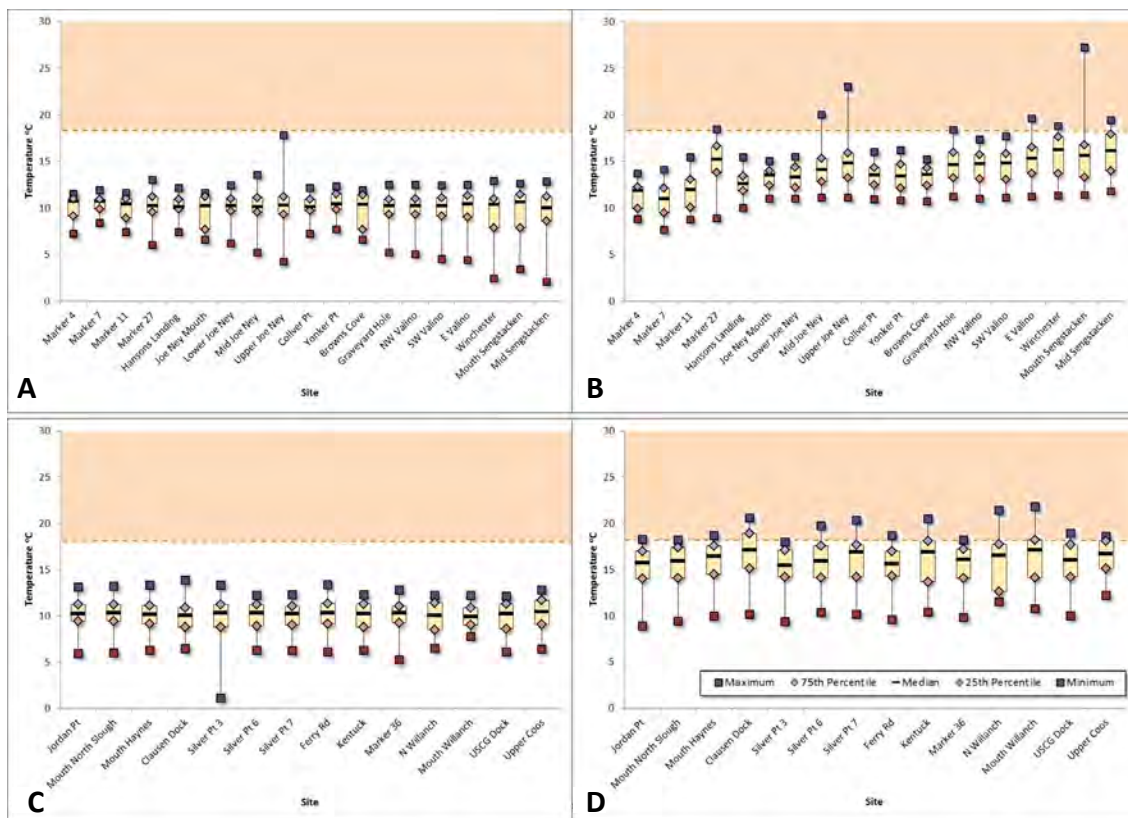 30
25
20
15
10
5
0
Temperature °C
Marker 4
Marker 7
Marker 11
Marker 27
Hansons Landing
Joe Ney Mouth
Lower Joe Ney
Mid Joe Ney
Upper Joe Ney
Collver Pt
Yonker Pt
Browns Cove
Graveyard Hole
NW Valino
SW Valino
E Valino
Winchester
Mouth Sengstacken
Mid Sengstacken
Site
A
30
25
20
15
10
5
0
Temperature °C
Marker 4
Marker 7
Marker 11
Marker 27
Hansons Landing
Joe Ney Mouth
Lower Joe Ney
Mid Joe Ney
Upper Joe Ney
Collver Pt
Yonker Pt
Browns Cove
Graveyard Hole
NW Valino
SW Valino
E Valino
Winchester
Mouth Sengstacken
Mid Sengstacken
Site
B
30
25
20
15
10
5
0
Temperature °C
Jordan Pt
Mouth North Slough
Mouth Haynes
Clausen Dock
Silver Pt 3
Silver Pt 6
Silver Pt 7
Ferry Rd
Kentuck
Marker 36
N Willanch
Mouth Willanch
USCG Dock
Upper Coos
Site
C
30
25
20
15
10
5
0
Temperature °C
Maximum
75th Percentile
Median
25th Percentile
Minimum
Jordan Pt
Mouth North Slough
Mouth Haynes
Clausen Dock
Silver Pt 3
Silver Pt 6
Silver Pt 7
Ferry Rd
Kentuck
Marker 36
N Willanch
Mouth Willanch
USCG Dock
Upper Coos
Site
D